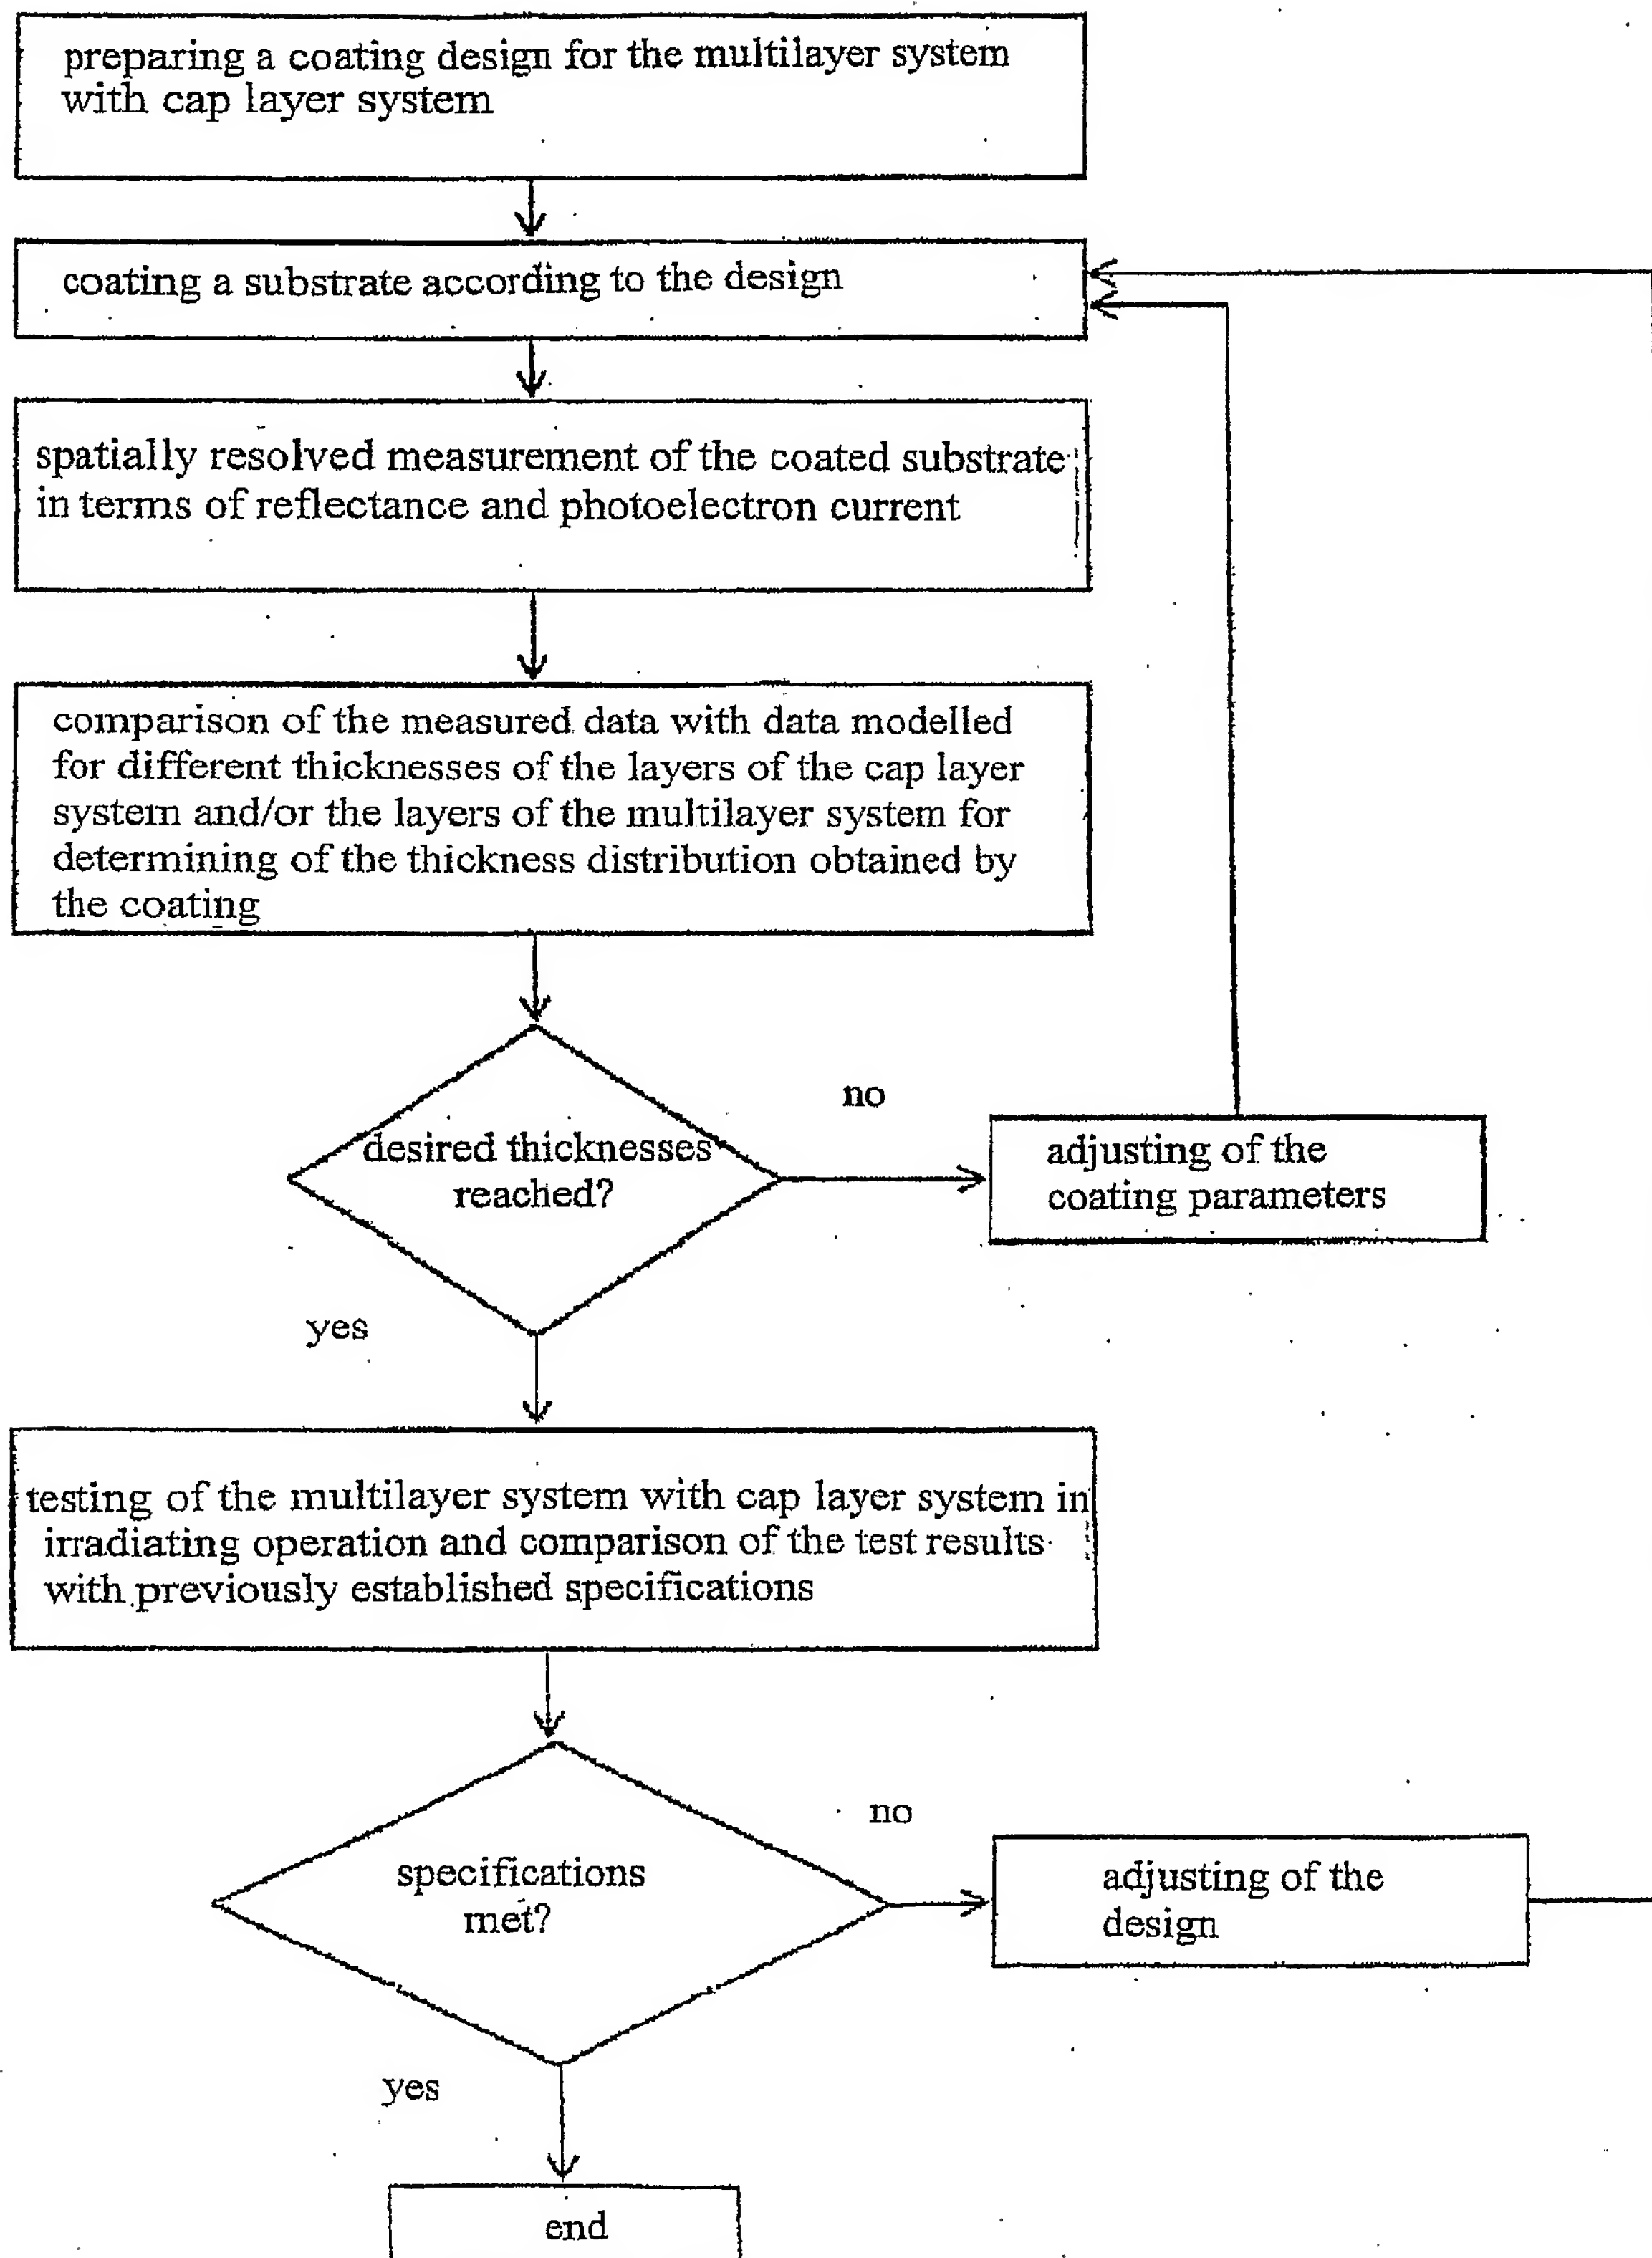 preparing a coating design for the multilayer system
with cap layer system
coating a substrate according to the design
spatially resolved measurement of the coated substrate
in terms of reflectance and photoelectron current
comparison of the measured data with data modelled
for different thicknesses of the layers of the cap layer
system and/or the layers of the multilayer system for
determining of the thickness distribution obtained by
the coating
desired thicknesses
reached?
no
adjusting of the
coating parameters
yes
testing of the multilayer system with cap layer system in
irradiating operation and comparison of the test results
with previously established specifications
specifications
met?
no
adjusting of the
design
yes
end